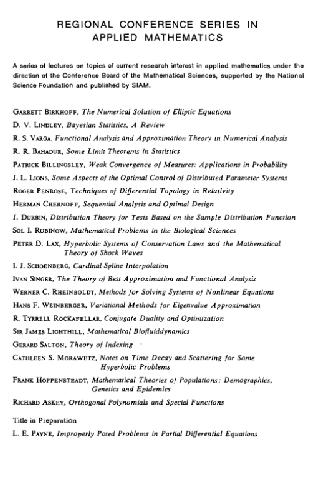 REGIONAL CONFERENCE SERIES IN
APPLIED MATHEMATICS
A series of lectures on topics of current research interest in applied mathematics under the
direction of the Conference Board of the Mathematical Sciences, supported by the National
Science Foundation and published by SIAM.
GARRETT BIRKHOFF, The Numerical Solution of Elliptic Equations
D. V. LINDLEY, Bayesian Statistics, A Review
R. S. VARGA, Functional Analysis and Approximation Theory in Numerical Analysis
R. R. BAHADUR, Some Limit Theorems in Statistics
PATRICK BILLINGSLEY, Weak Convergence of Measures: Applications in Probability
J. L. LIONS, Some Aspects of the Optimal Control of Distributed Parameter Systems
ROGER PENROSE, Techniques of Differential Topology in Relativity
HERMAN CHERNOFF, Sequential Analysis and Optimal Design
J. DURBIN, Distribution Theory for Tests Based on the Sample Distribution Function
SOL I. RUBINOW, Mathematical Problems in the Biological Sciences
PETER D. LAX, Hyperbolic Systems of Conservation Laws and the Mathematical
Theory of Shock Waves
I. J. SCHOENBERG, Cardinal Spline Interpolation
IVAN SINGER, The Theory of Best Approximation and Functional Analysis
WERNER C. RHEINBOLDT, Methods for Solving Systems of Nonlinear Equations
HANS F. WEINBERGER, Variational Methods for Eigenvalue Approximation
R. TYRRELL ROCKAFELLAR, Conjugate Duality and Optimization
SIR JAMES LIGHTHILL, Mathematical Biofluiddynamics
GERARD SALTON, Theory of Indexing
CATHLEEN S. MORAWETZ, Notes on Time Decay and Scattering for Some
Hyperbolic Problems
FRANK HOPPENSTEADT, Mathematical Theories of Populations: Demographics,
Genetics and Epidemics
RICHARD ASKEY, Orthogonal Polynomials and Special Functions
Title in Preparation
L. E. PAYNE, Improperly Posed Problems in Partial Differential Equations